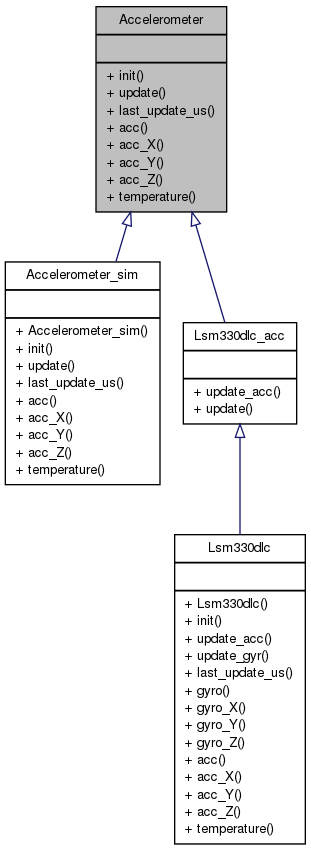 Accelerometer
+ init()
+ update()
+ last_update_us()
+ acc()
+ acc_X()
+ acc_Y()
+ acc_Z()
+ temperature()
Accelerometer_sim
+ Accelerometer_sim()
+ init()
+ update()
+ last_update_us()
+ acc()
+ acc_X()
+ acc_Y()
+ acc_Z()
+ temperature()
Lsm330dlc_acc
+ update_acc()
+ update()
Lsm330dlc
+ Lsm330dlc()
+ init()
+ update_acc()
+ update_gyr()
+ last_update_us()
+ gyro()
+ gyro_X()
+ gyro_Y()
+ gyro_Z()
+ acc()
+ acc_X()
+ acc_Y()
+ acc_Z()
+ temperature()